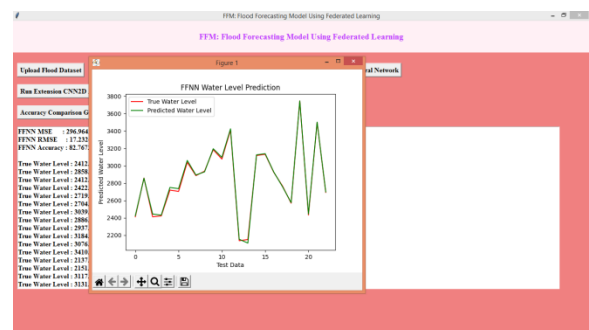 FFM: Flood Forecasting Model Using Federated Learning
FFM: Flood Forecasting Model Using Federated Learning
Upload Flood Dataset
ral Network
Run Extension CNN2D
Accuracy Comparison G
FFNN MSE : 296.964
FFNN RMSE : 17.232
FFNN Accuracy : 82.767
True Water Level : 2412.
True Water Level : 2858.
True Water Level : 2412.
True Water Level : 2422.
True Water Level : 2719.
True Water Level : 2704.
True Water Level : 3039.
True Water Level : 2886.
True Water Level : 2937.
True Water Level : 3184.
True Water Level : 3076.
True Water Level : 3410.
True Water Level : 2137.
True Water Level : 2151.
True Water Level : 3117.
True Water Level : 3131.
Figure 1
FFNN Water Level Prediction
True Water Level
Predicted Water Level
Predicted Water Level
3800
3600
3400
3200
3000
2800
2600
2400
2200
0 5 10 15 20
Test Data